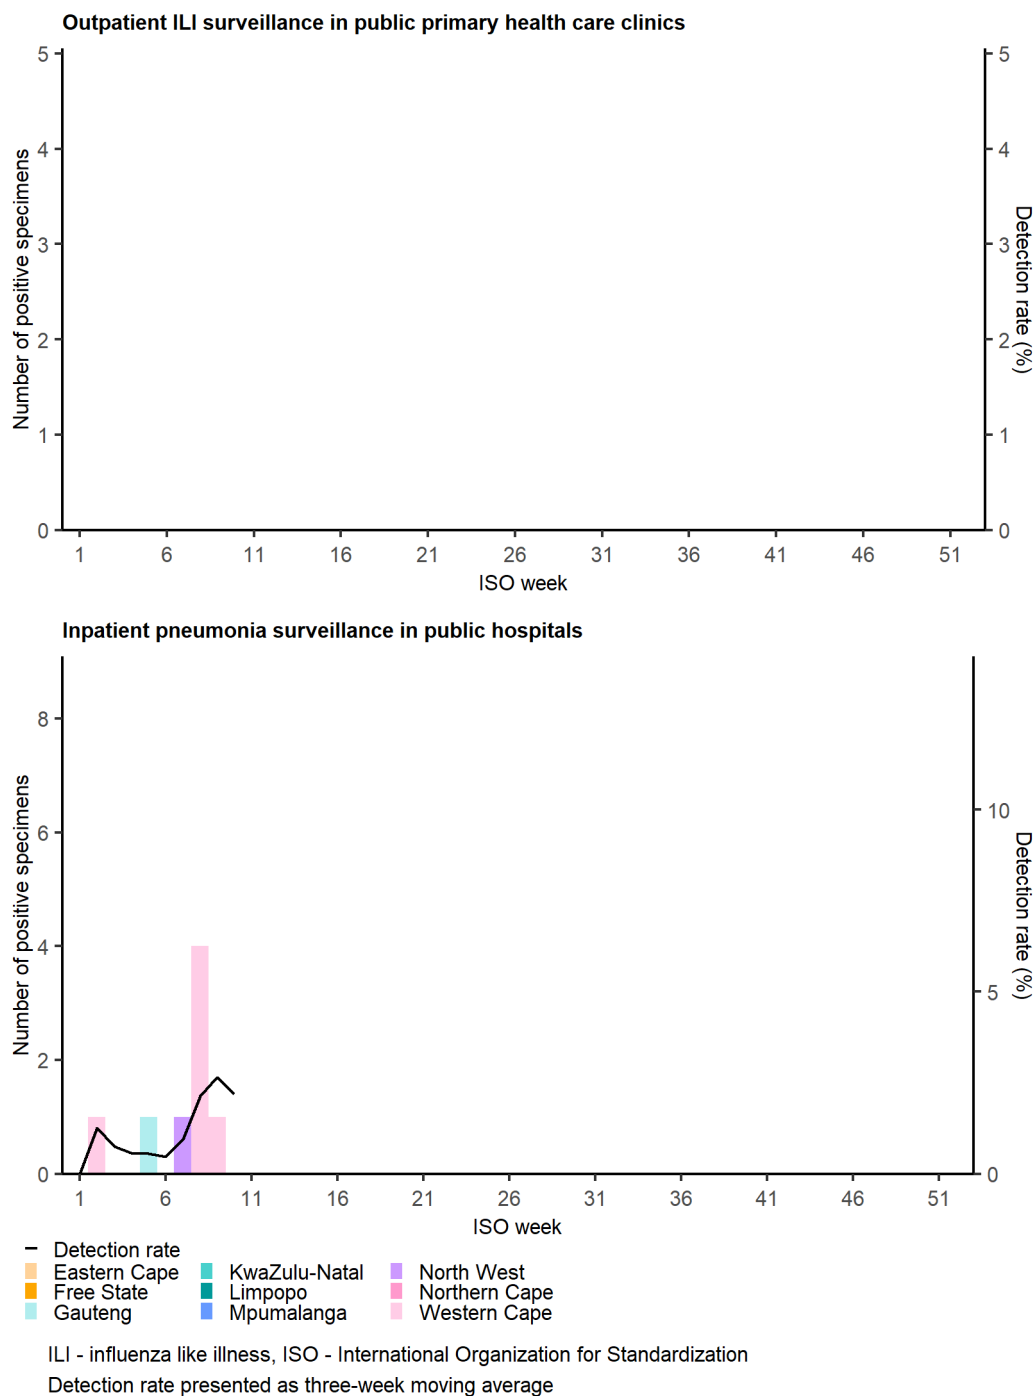 Outpatient ILI surveillance in public primary health care clinics
Number of positive specimens
5
4
3
2
1
0
5
4
3
2
1
0
Detection rate (%)
1 6 11 16 21 26 31 36 41 46 51
ISO week
Inpatient pneumonia surveillance in public hospitals
Number of positive specimens
8
6
4
2
0
10
5
0
Detection rate (%)
1 6 11 16 21 26 31 36 41 46 51
ISO week
Detection rate
Eastern Cape KwaZulu-Natal North West
Free State Limpopo Northern Cape
Gauteng Mpumalanga Western Cape
ILI - influenza like illness, ISO - International Organization for Standardization
Detection rate presented as three-week moving average